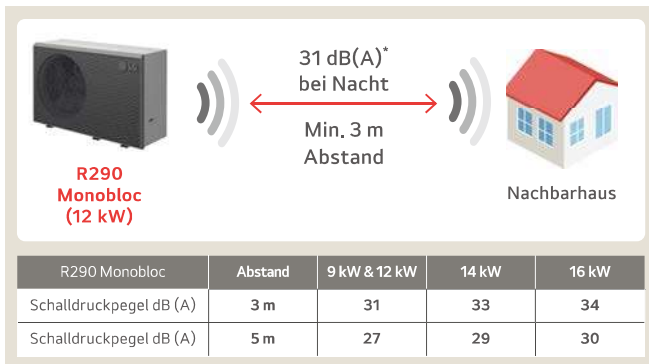 31 dB(A)*
bei Nacht
Min. 3 m
Abstand
R290
Monobloc
(12 kW)
Nachbarhaus
R290 Monobloc Abstand 9 kW & 12 kW 14 kW 16 kW
Schalldruckpegel dB (A) 3 m 31 33 34
Schalldruckpegel dB (A) 5 m 27 29 30